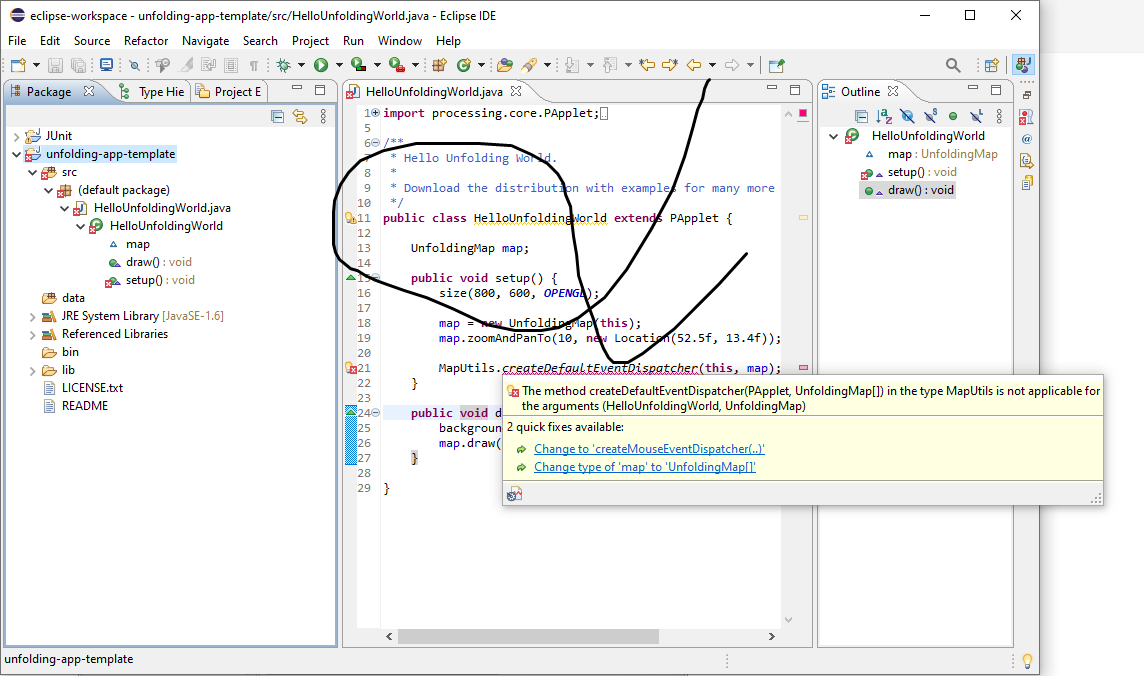 eclipse-workspace - unfolding-app-template/src/HelloUnfoldingWorld.java - Eclipse IDE
File Edit Source Refactor Navigate Search Project Run Window Help
Package Type Hie Project E
JUnit
unfolding-app-template
src
(default package)
HelloUnfoldingWorld.java
HelloUnfoldingWorld
map
draw() : void
setup() : void
data
JRE System Library [JavaSE-1.6]
Referenced Libraries
bin
lib
LICENSE.txt
README
HelloUnfoldingWorld.java
1 import processing.core.PApplet;
5
6 /**
7 * Hello Unfolding World.
8 *
9 * Download the distribution with examples for many more
10 */
11 public class HelloUnfoldingWorld extends PApplet {
12
13 UnfoldingMap map;
14
15 public void setup() {
16 size(800, 600, OPENGL);
17
18 map = new UnfoldingMap(this);
19 map.zoomAndPanTo(10, new Location(52.5f, 13.4f));
20
21 MapUtils.createDefaultEventDispatcher(this, map);
22 }
23
24 public void d
25 background
26 map.draw(
27 }
28
29 }
The method createDefaultEventDispatcher(PApplet, UnfoldingMap[]) in the type MapUtils is not applicable for
the arguments (HelloUnfoldingWorld, UnfoldingMap)
2 quick fixes available:
Change to 'createMouseEventDispatcher(..)'
Change type of 'map' to 'UnfoldingMap[]'
Outline
HelloUnfoldingWorld
map : UnfoldingMap
setup() : void
draw() : void
unfolding-app-template